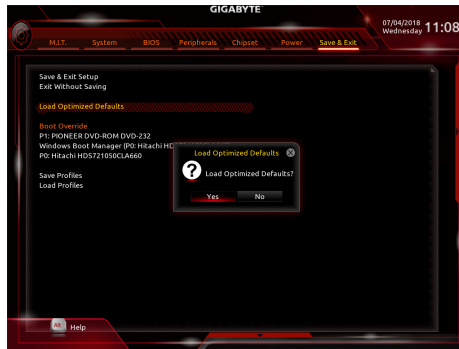 GIGABYTE
07/04/2018
Wednesday 11:08
M.I.T. System BIOS Peripherals Chipset Power Save & Exit
Save & Exit Setup
Exit Without Saving
Load Optimized Defaults
Boot Override
P1: PIONEER DVD-ROM DVD-232
Windows Boot Manager (P0: Hitachi
P0: Hitachi HDS721050CLA660
Save Profiles
Load Profiles
Load Optimized Defaults
Load Optimized Defaults?
Yes No
Alt Help